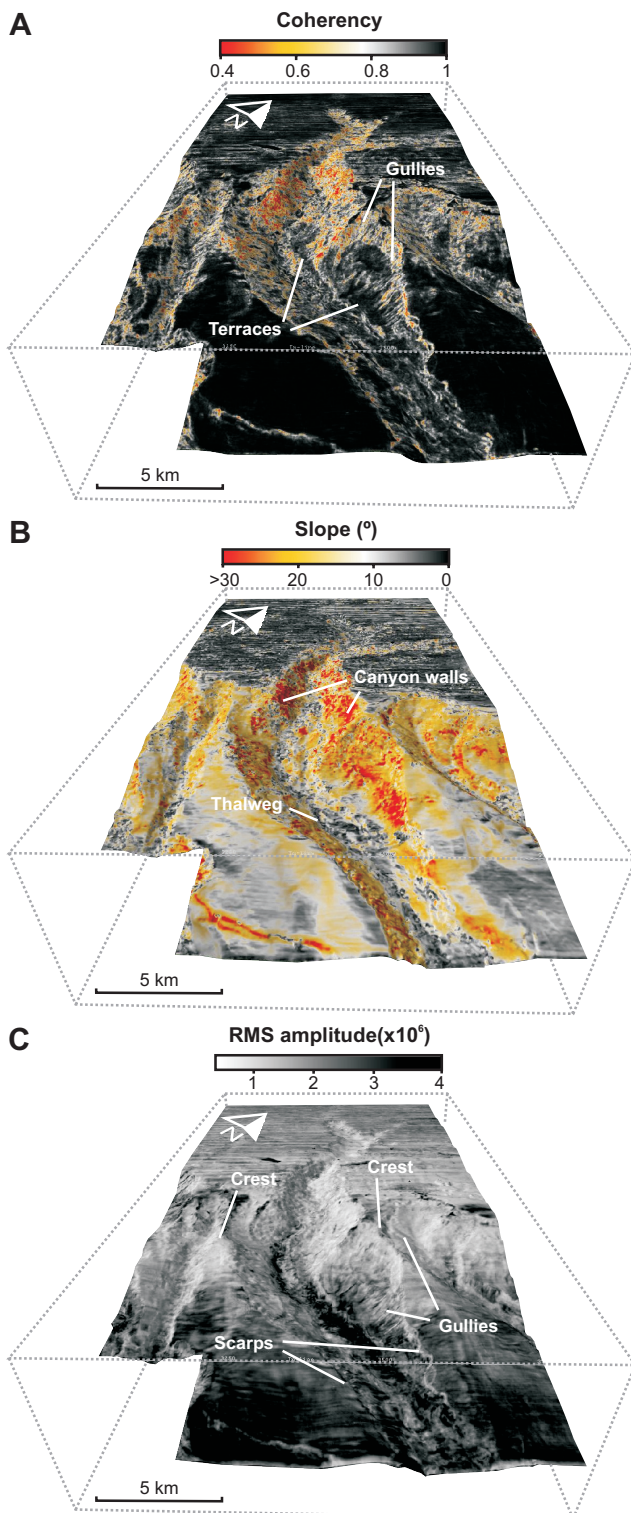 A
Coherency
0.4 0.6 0.8 1
N
Gullies
Terraces
5 km
B
Slope (º)
>30 20 10 0
N
Canyon walls
Thalweg
5 km
C
RMS amplitude(x10⁶)
1 2 3 4
N
Crest
Crest
Gullies
Scarps
5 km